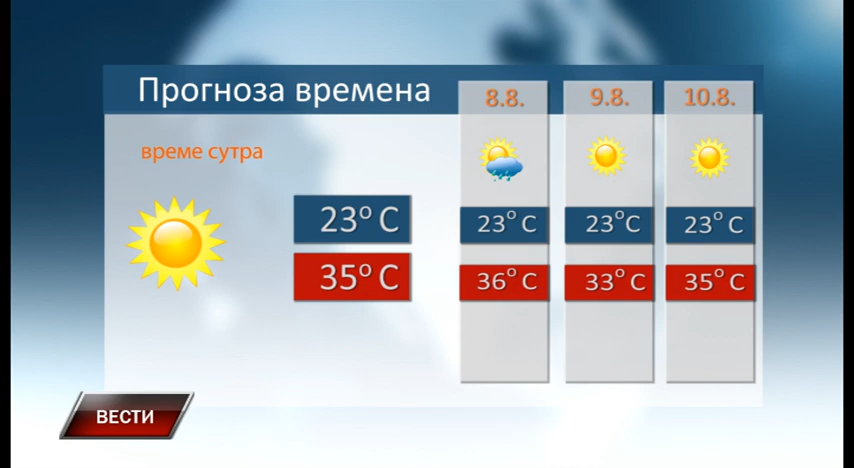 Прогноза времена
време сутра
23° C
35° C
8.8.
23° C
36° C
9.8.
23°C
33° C
10.8.
23° C
35° C
ВЕСТИ